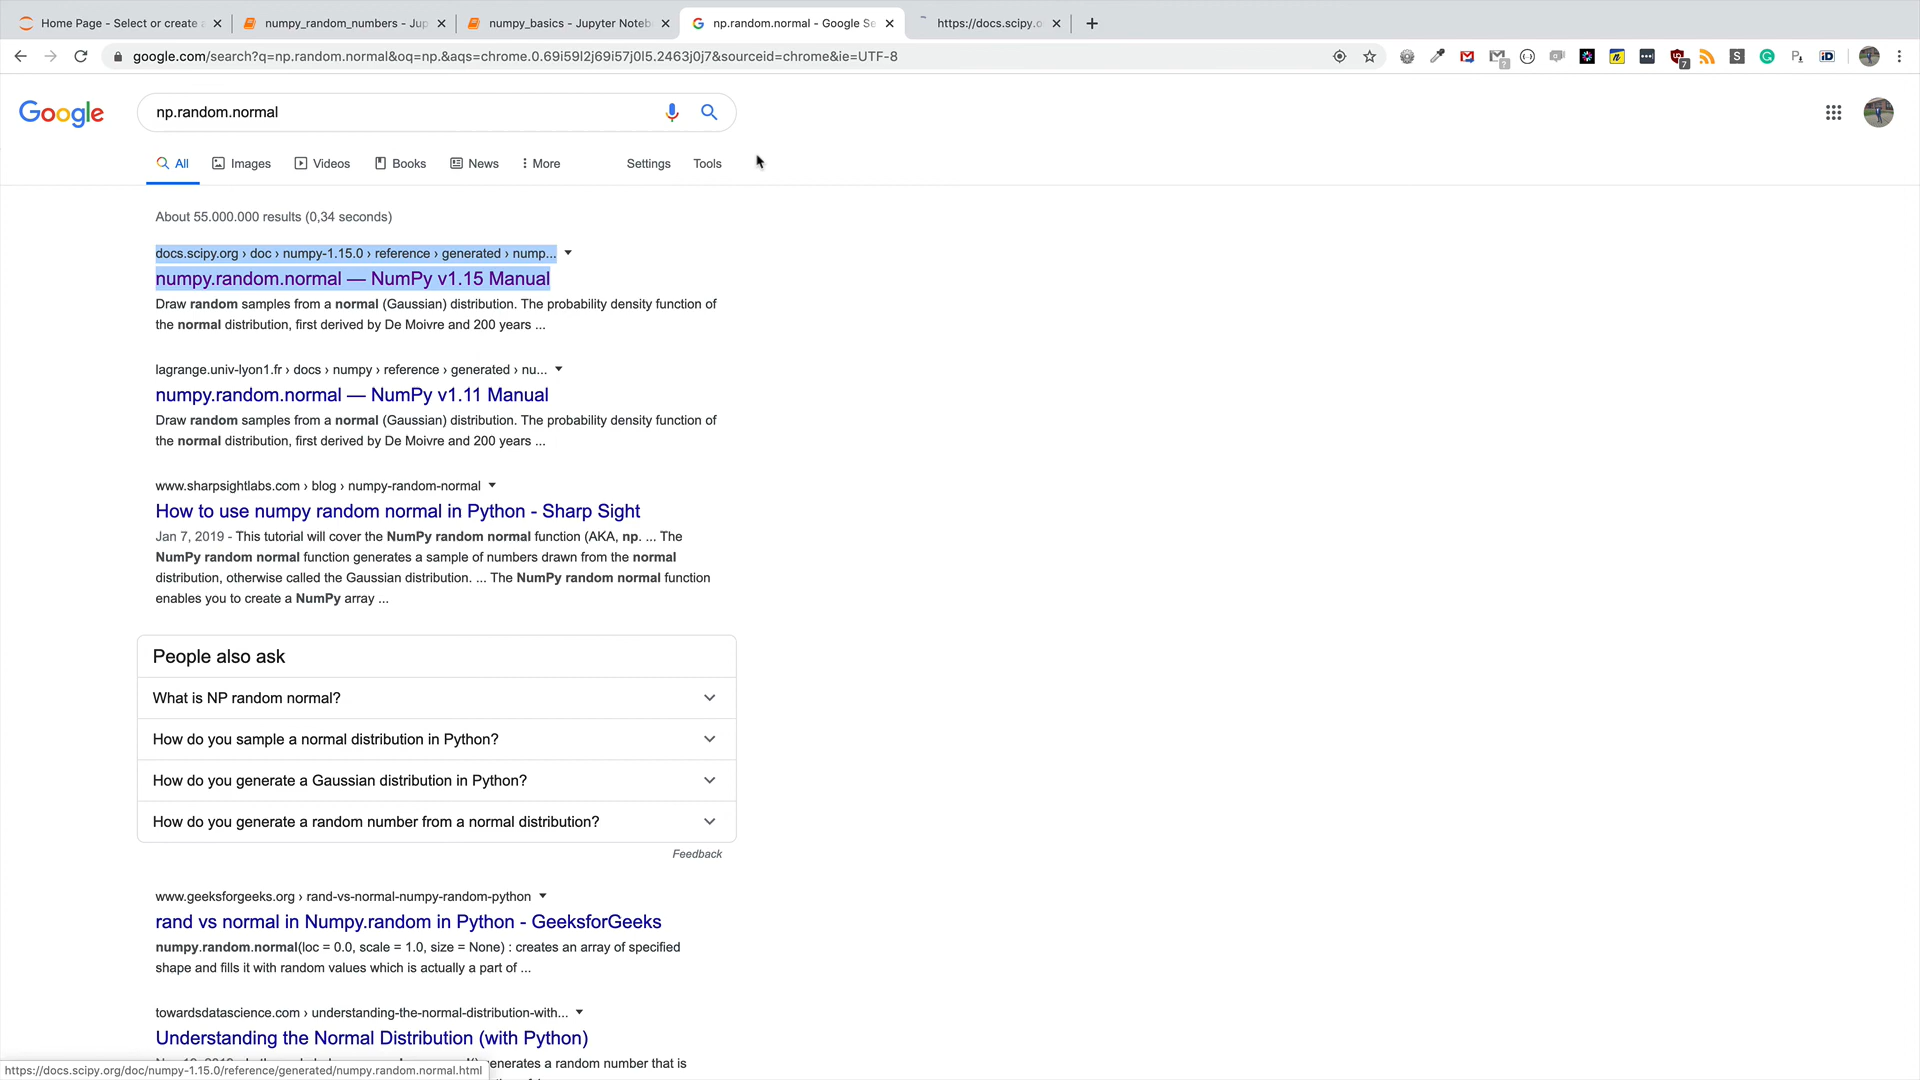 Home Page - Select or create a
numpy_random_numbers - Jup
numpy_basics - Jupyter Noteb
np.random.normal - Google Se
https://docs.scipy.o
google.com/search?q=np.random.normal&oq=np.&aqs=chrome.0.69i59l2j69i57j0l5.2463j0j7&sourceid=chrome&ie=UTF-8
Google
np.random.normal
All
Images
Videos
Books
News
More
Settings
Tools
About 55.000.000 results (0,34 seconds)
docs.scipy.org › doc › numpy-1.15.0 › reference › generated › nump...
numpy.random.normal — NumPy v1.15 Manual
Draw random samples from a normal (Gaussian) distribution. The probability density function of
the normal distribution, first derived by De Moivre and 200 years ...
lagrange.univ-lyon1.fr › docs › numpy › reference › generated › nu...
numpy.random.normal — NumPy v1.11 Manual
Draw random samples from a normal (Gaussian) distribution. The probability density function of
the normal distribution, first derived by De Moivre and 200 years ...
www.sharpsightlabs.com › blog › numpy-random-normal
How to use numpy random normal in Python - Sharp Sight
Jan 7, 2019 - This tutorial will cover the NumPy random normal function (AKA, np. ... The
NumPy random normal function generates a sample of numbers drawn from the normal
distribution, otherwise called the Gaussian distribution. ... The NumPy random normal function
enables you to create a NumPy array ...
People also ask
What is NP random normal?
How do you sample a normal distribution in Python?
How do you generate a Gaussian distribution in Python?
How do you generate a random number from a normal distribution?
Feedback
www.geeksforgeeks.org › rand-vs-normal-numpy-random-python
rand vs normal in Numpy.random in Python - GeeksforGeeks
numpy.random.normal(loc = 0.0, scale = 1.0, size = None) : creates an array of specified
shape and fills it with random values which is actually a part of ...
towardsdatascience.com › understanding-the-normal-distribution-with...
Understanding the Normal Distribution (with Python)
enerates a random number that is
https://docs.scipy.org/doc/numpy-1.15.0/reference/generated/numpy.random.normal.html